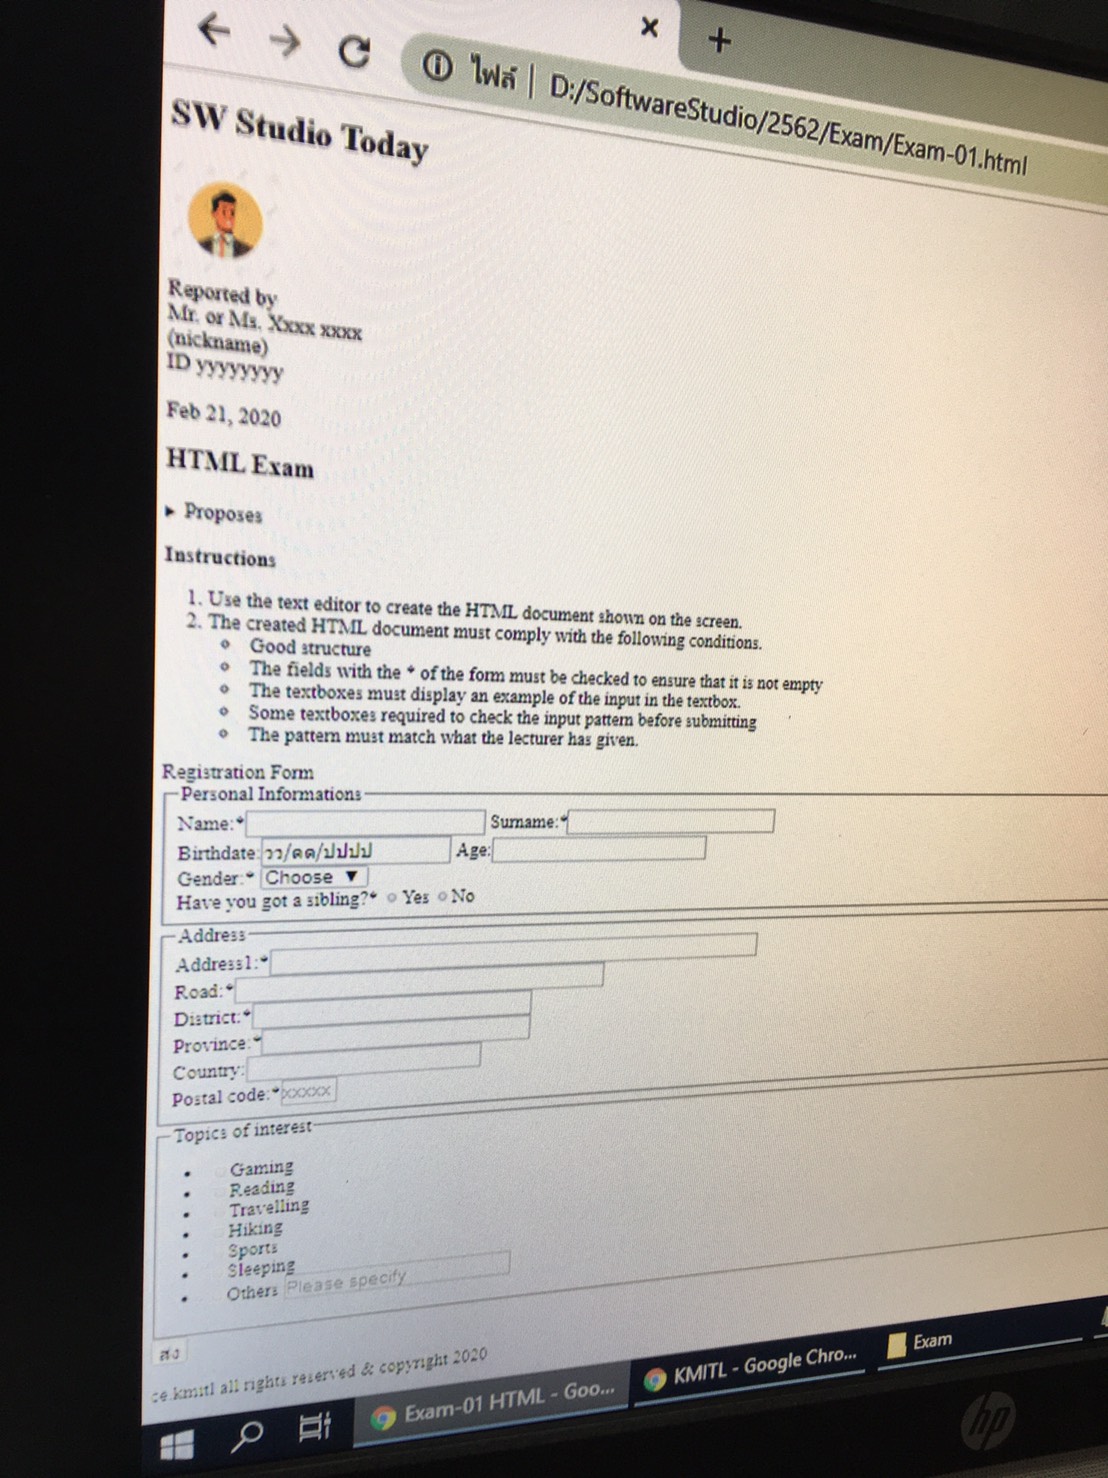 ไฟล์ | D:/SoftwareStudio/2562/Exam/Exam-01.html
SW Studio Today
Reported by
Mr. or Ms. Xxxx xxxx
(nickname)
ID yyyyyyyy
Feb 21, 2020
HTML Exam
Proposes
Instructions
1. Use the text editor to create the HTML document shown on the screen.
2. The created HTML document must comply with the following conditions.
Good structure
The fields with the * of the form must be checked to ensure that it is not empty
The textboxes must display an example of the input in the textbox.
Some textboxes required to check the input pattern before submitting
The pattern must match what the lecturer has given.
Registration Form
Personal Informations
Name:* Surname:*
Birthdate: วว/ดด/ปปปป Age:
Gender:* Choose
Have you got a sibling?* Yes No
Address
Address1:*
Road:*
District:*
Province:*
Country:
Postal code:* xxxxx
Topics of interest
Gaming
Reading
Travelling
Hiking
Sports
Sleeping
Others Please specify
ส่ง
ce.kmitl all rights reserved & copyright 2020
Exam-01 HTML - Goo... KMITL - Google Chro... Exam
hp